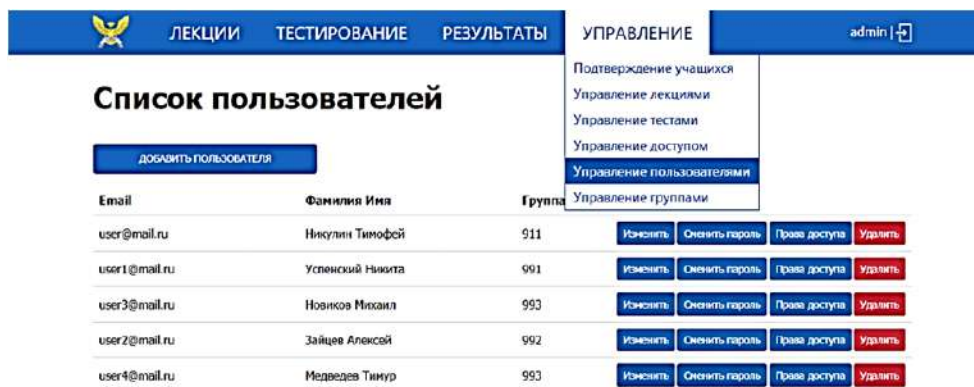 ЛЕКЦИИ ТЕСТИРОВАНИЕ РЕЗУЛЬТАТЫ УПРАВЛЕНИЕ admin |
Подтверждение учащихся
Управление лекциями
Управление тестами
Управление доступом
Управление пользователями
Управление группами
Список пользователей
ДОБАВИТЬ ПОЛЬЗОВАТЕЛЯ
Email Фамилия Имя Группа
user@mail.ru Никулин Тимофей 911 Изменить Сменить пароль Права доступа Удалить
user1@mail.ru Успенский Никита 991 Изменить Сменить пароль Права доступа Удалить
user3@mail.ru Новиков Михаил 993 Изменить Сменить пароль Права доступа Удалить
user2@mail.ru Зайцев Алексей 992 Изменить Сменить пароль Права доступа Удалить
user4@mail.ru Медведев Тимур 993 Изменить Сменить пароль Права доступа Удалить